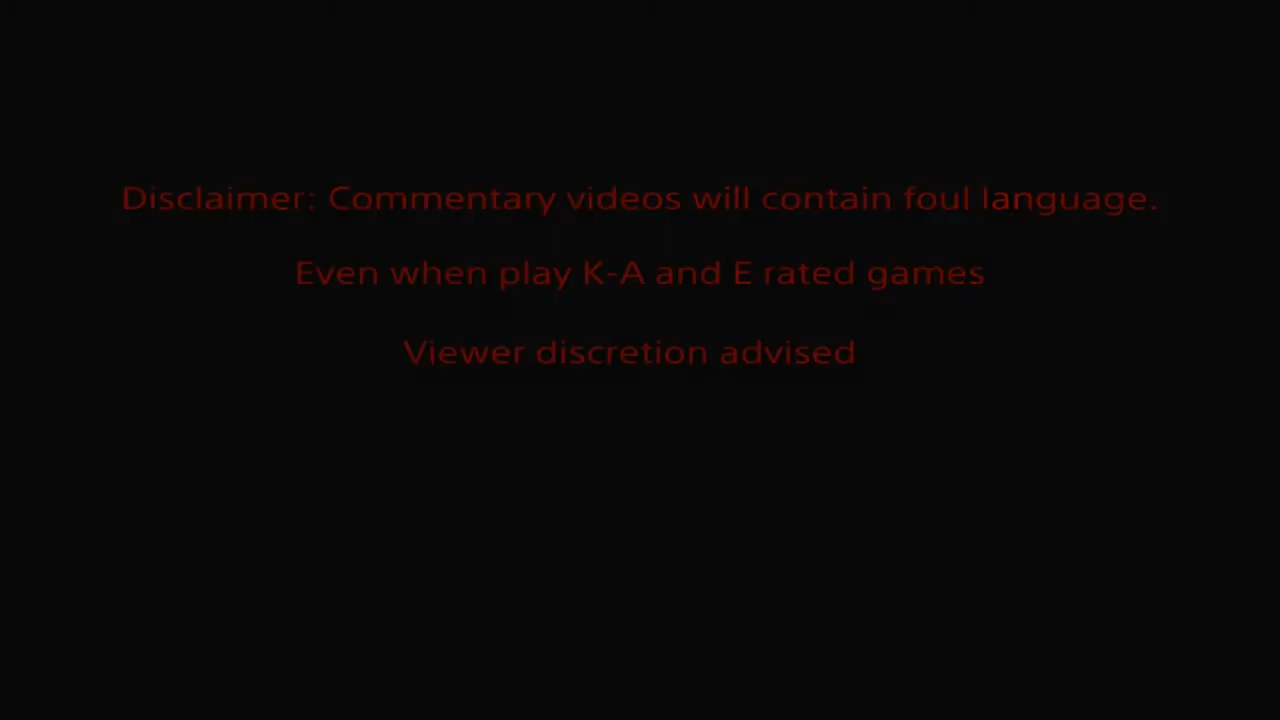 Disclaimer: Commentary videos will contain foul language.
Even when play K-A and E rated games
Viewer discretion advised